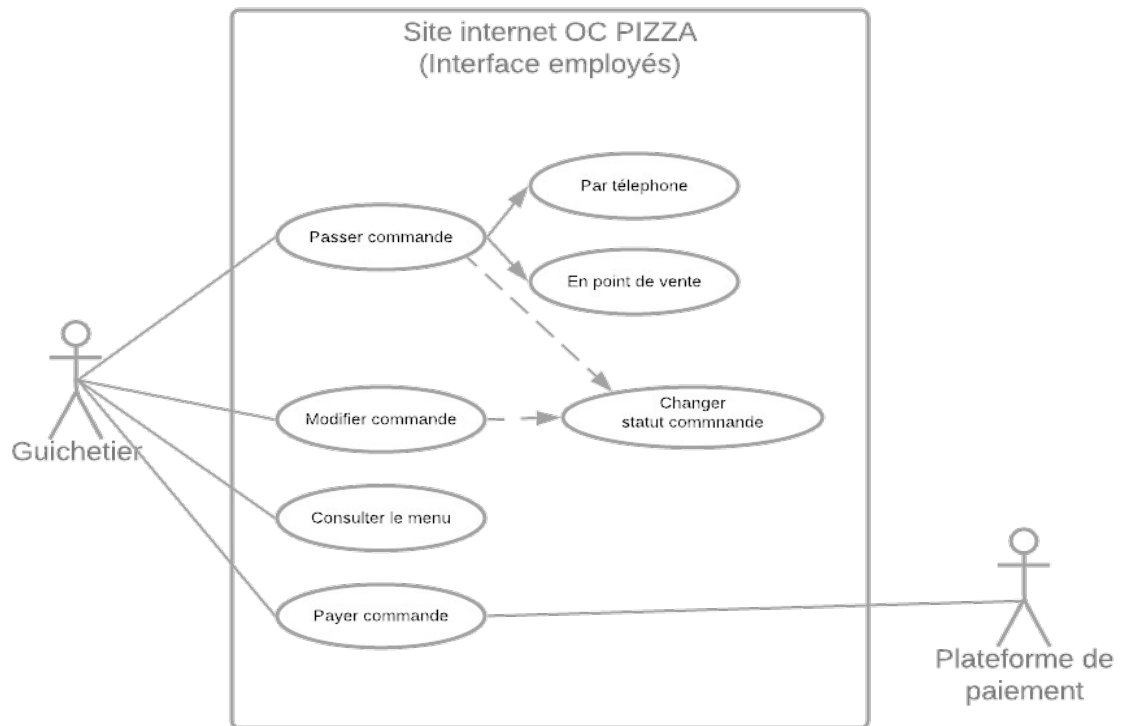 Site internet OC PIZZA
(Interface employés)
Par télephone
Passer commande
En point de vente
Changer
statut commnande
Modifier commande
Guichetier
Consulter le menu
Payer commande
Plateforme de
paiement